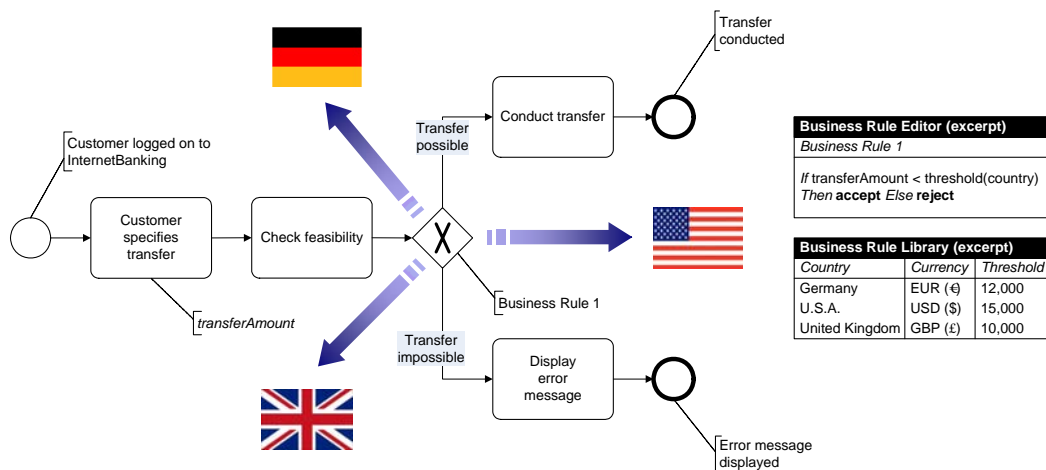 Transfer
conducted
Conduct transfer
Transfer
possible
Customer logged on to
InternetBanking
Customer
specifies
transfer
Check feasibility
X
transferAmount
Business Rule 1
Transfer
impossible
Display
error
message
Error message
displayed
Business Rule Editor (excerpt)
Business Rule 1
If transferAmount < threshold(country)
Then accept Else reject
Business Rule Library (excerpt)
Country Currency Threshold
Germany EUR (€) 12,000
U.S.A. USD ($) 15,000
United Kingdom GBP (£) 10,000